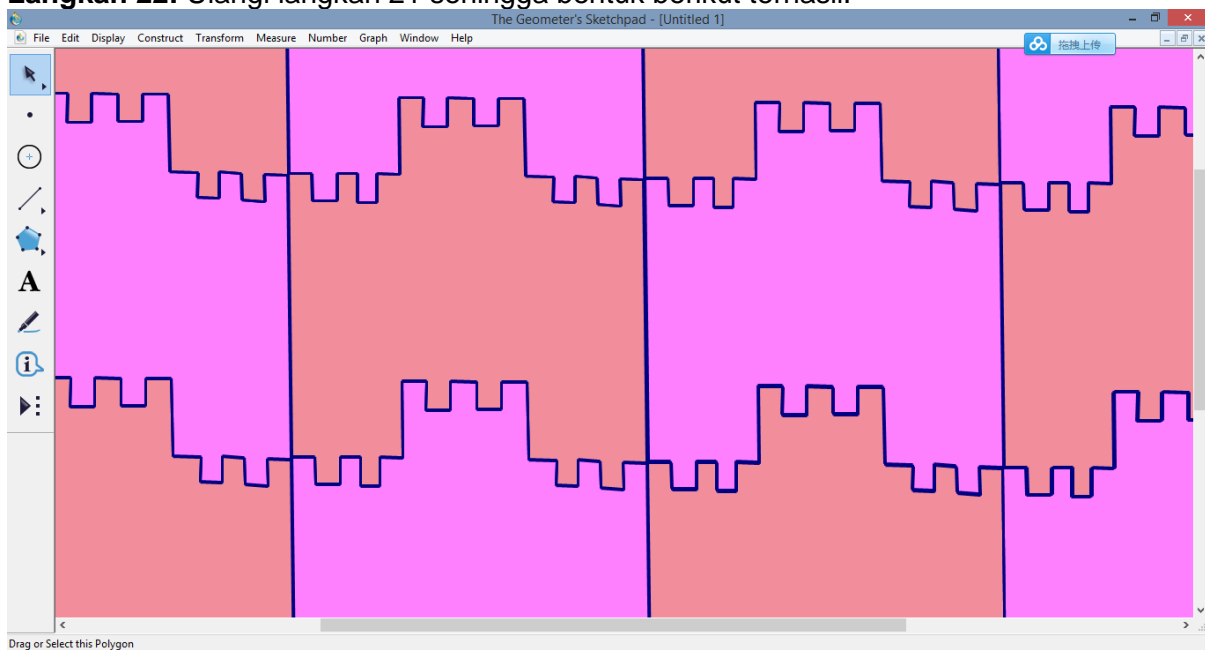 Langkah 22: Ulangi langkah 21 sehingga bentuk berikut terhasil.
The Geometer's Sketchpad - [Untitled 1]
File Edit Display Construct Transform Measure Number Graph Window Help
拖拽上传
A
Drag or Select this Polygon